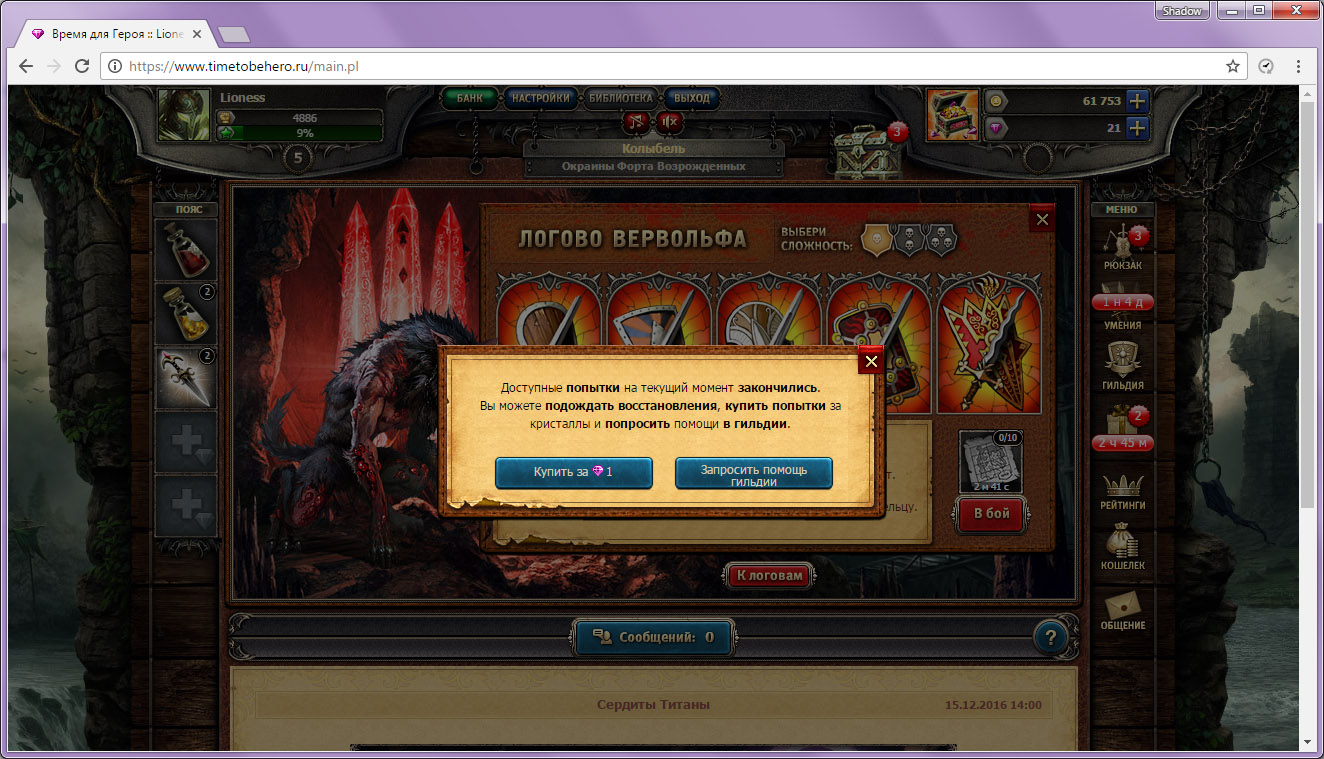 Shadow
Время для Героя :: Lione
https://www.timetobehero.ru/main.pl
Lioness
4886
9%
5
БАНК
НАСТРОЙКИ
БИБЛИОТЕКА
ВЫХОД
Колыбель
Окраины Форта Возрожденных
3
61 753
21
ПОЯС
2
2
ЛОГОВО ВЕРВОЛЬФА
ВЫБЕРИ
СЛОЖНОСТЬ:
Доступные попытки на текущий момент закончились.
Вы можете подождать восстановления, купить попытки за
кристаллы и попросить помощи в гильдии.
Купить за 1
Запросить помощь
гильдии
т.
ельцу.
0/10
2 м 41 с
В бой
К логовам
МЕНЮ
3
РЮКЗАК
1 н 4 д
УМЕНИЯ
ГИЛЬДИЯ
2
2 ч 45 м
РЕЙТИНГИ
КОШЕЛЕК
ОБЩЕНИЕ
Сообщений: 0
?
Сердиты Титаны
15.12.2016 14:00